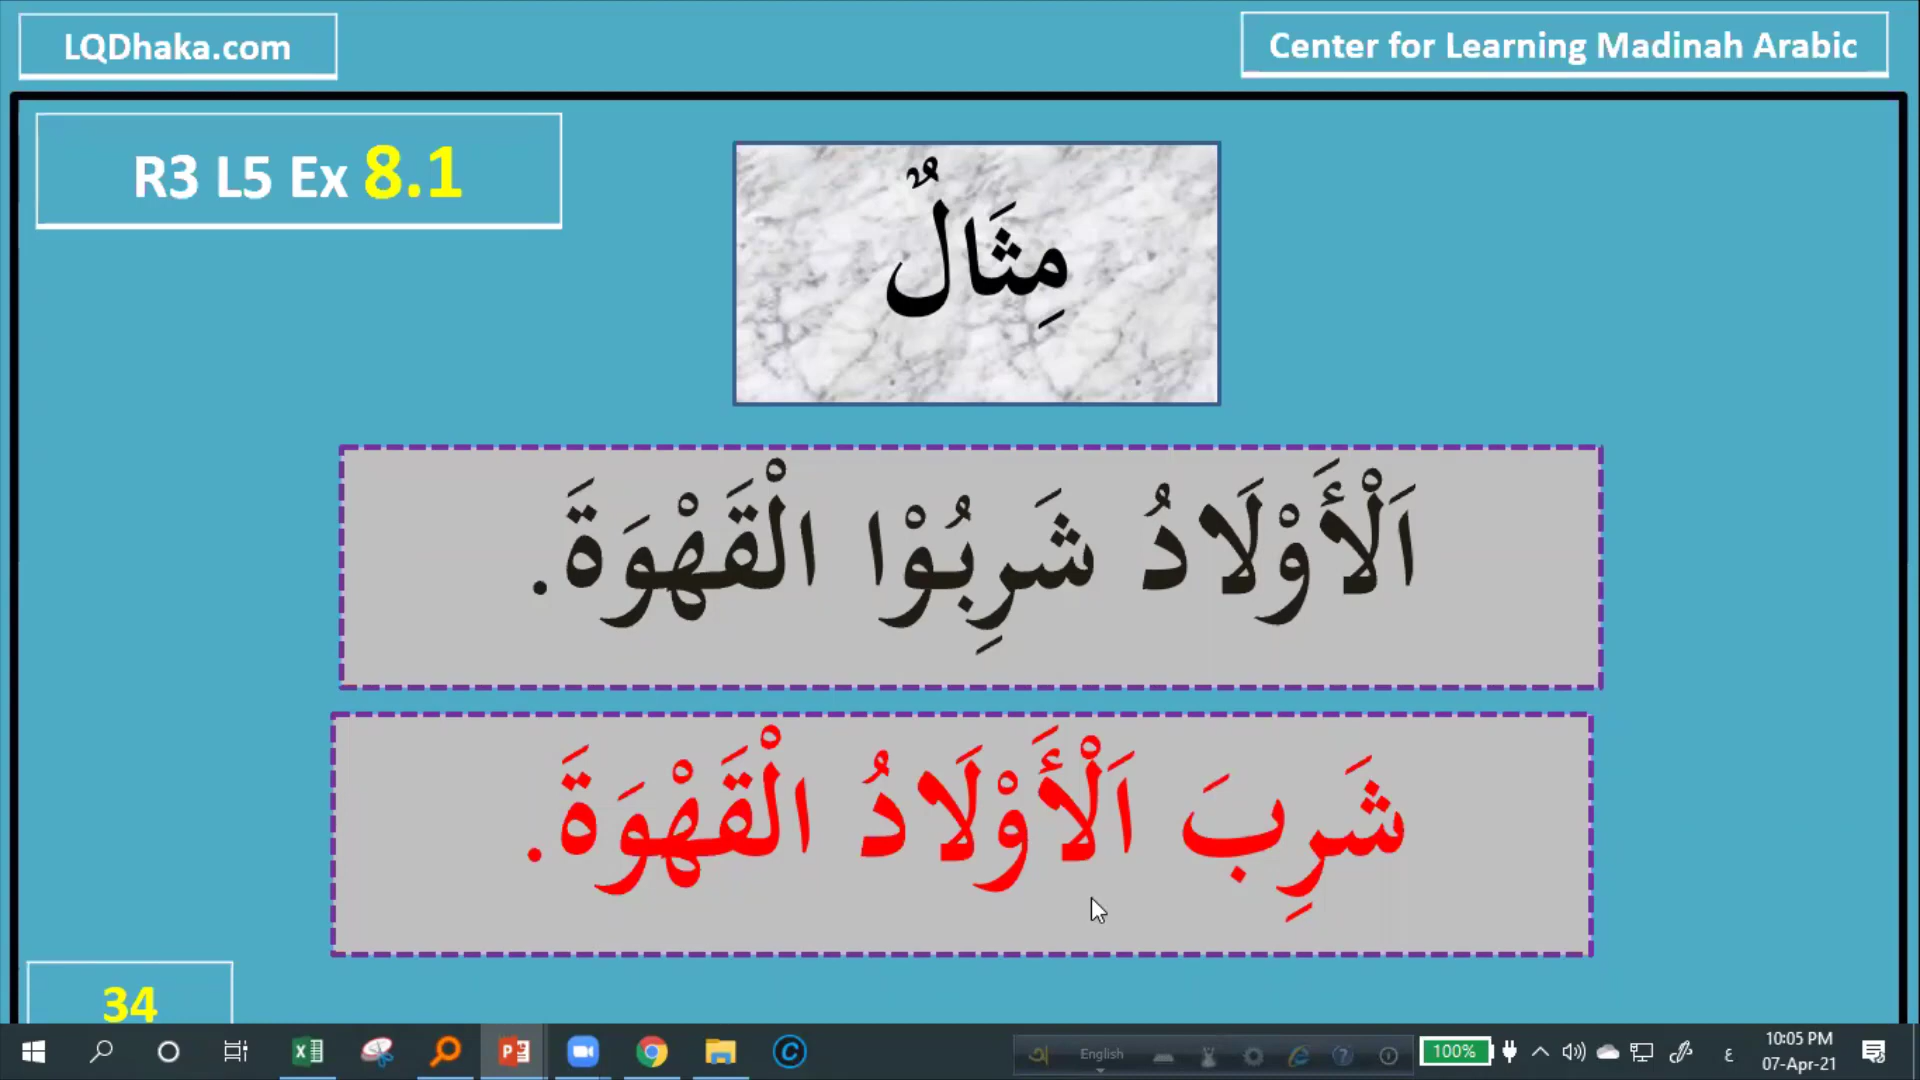 LQDhaka.com
Center for Learning Madinah Arabic
R3 L5 Ex 8.1
مِثَالٌ
اَلْأَوْلَادُ شَرِبُوْا الْقَهْوَةَ.
شَرِبَ اَلْأَوْلَادُ الْقَهْوَةَ.
34
English
100%
ع
10:05 PM
07-Apr-21